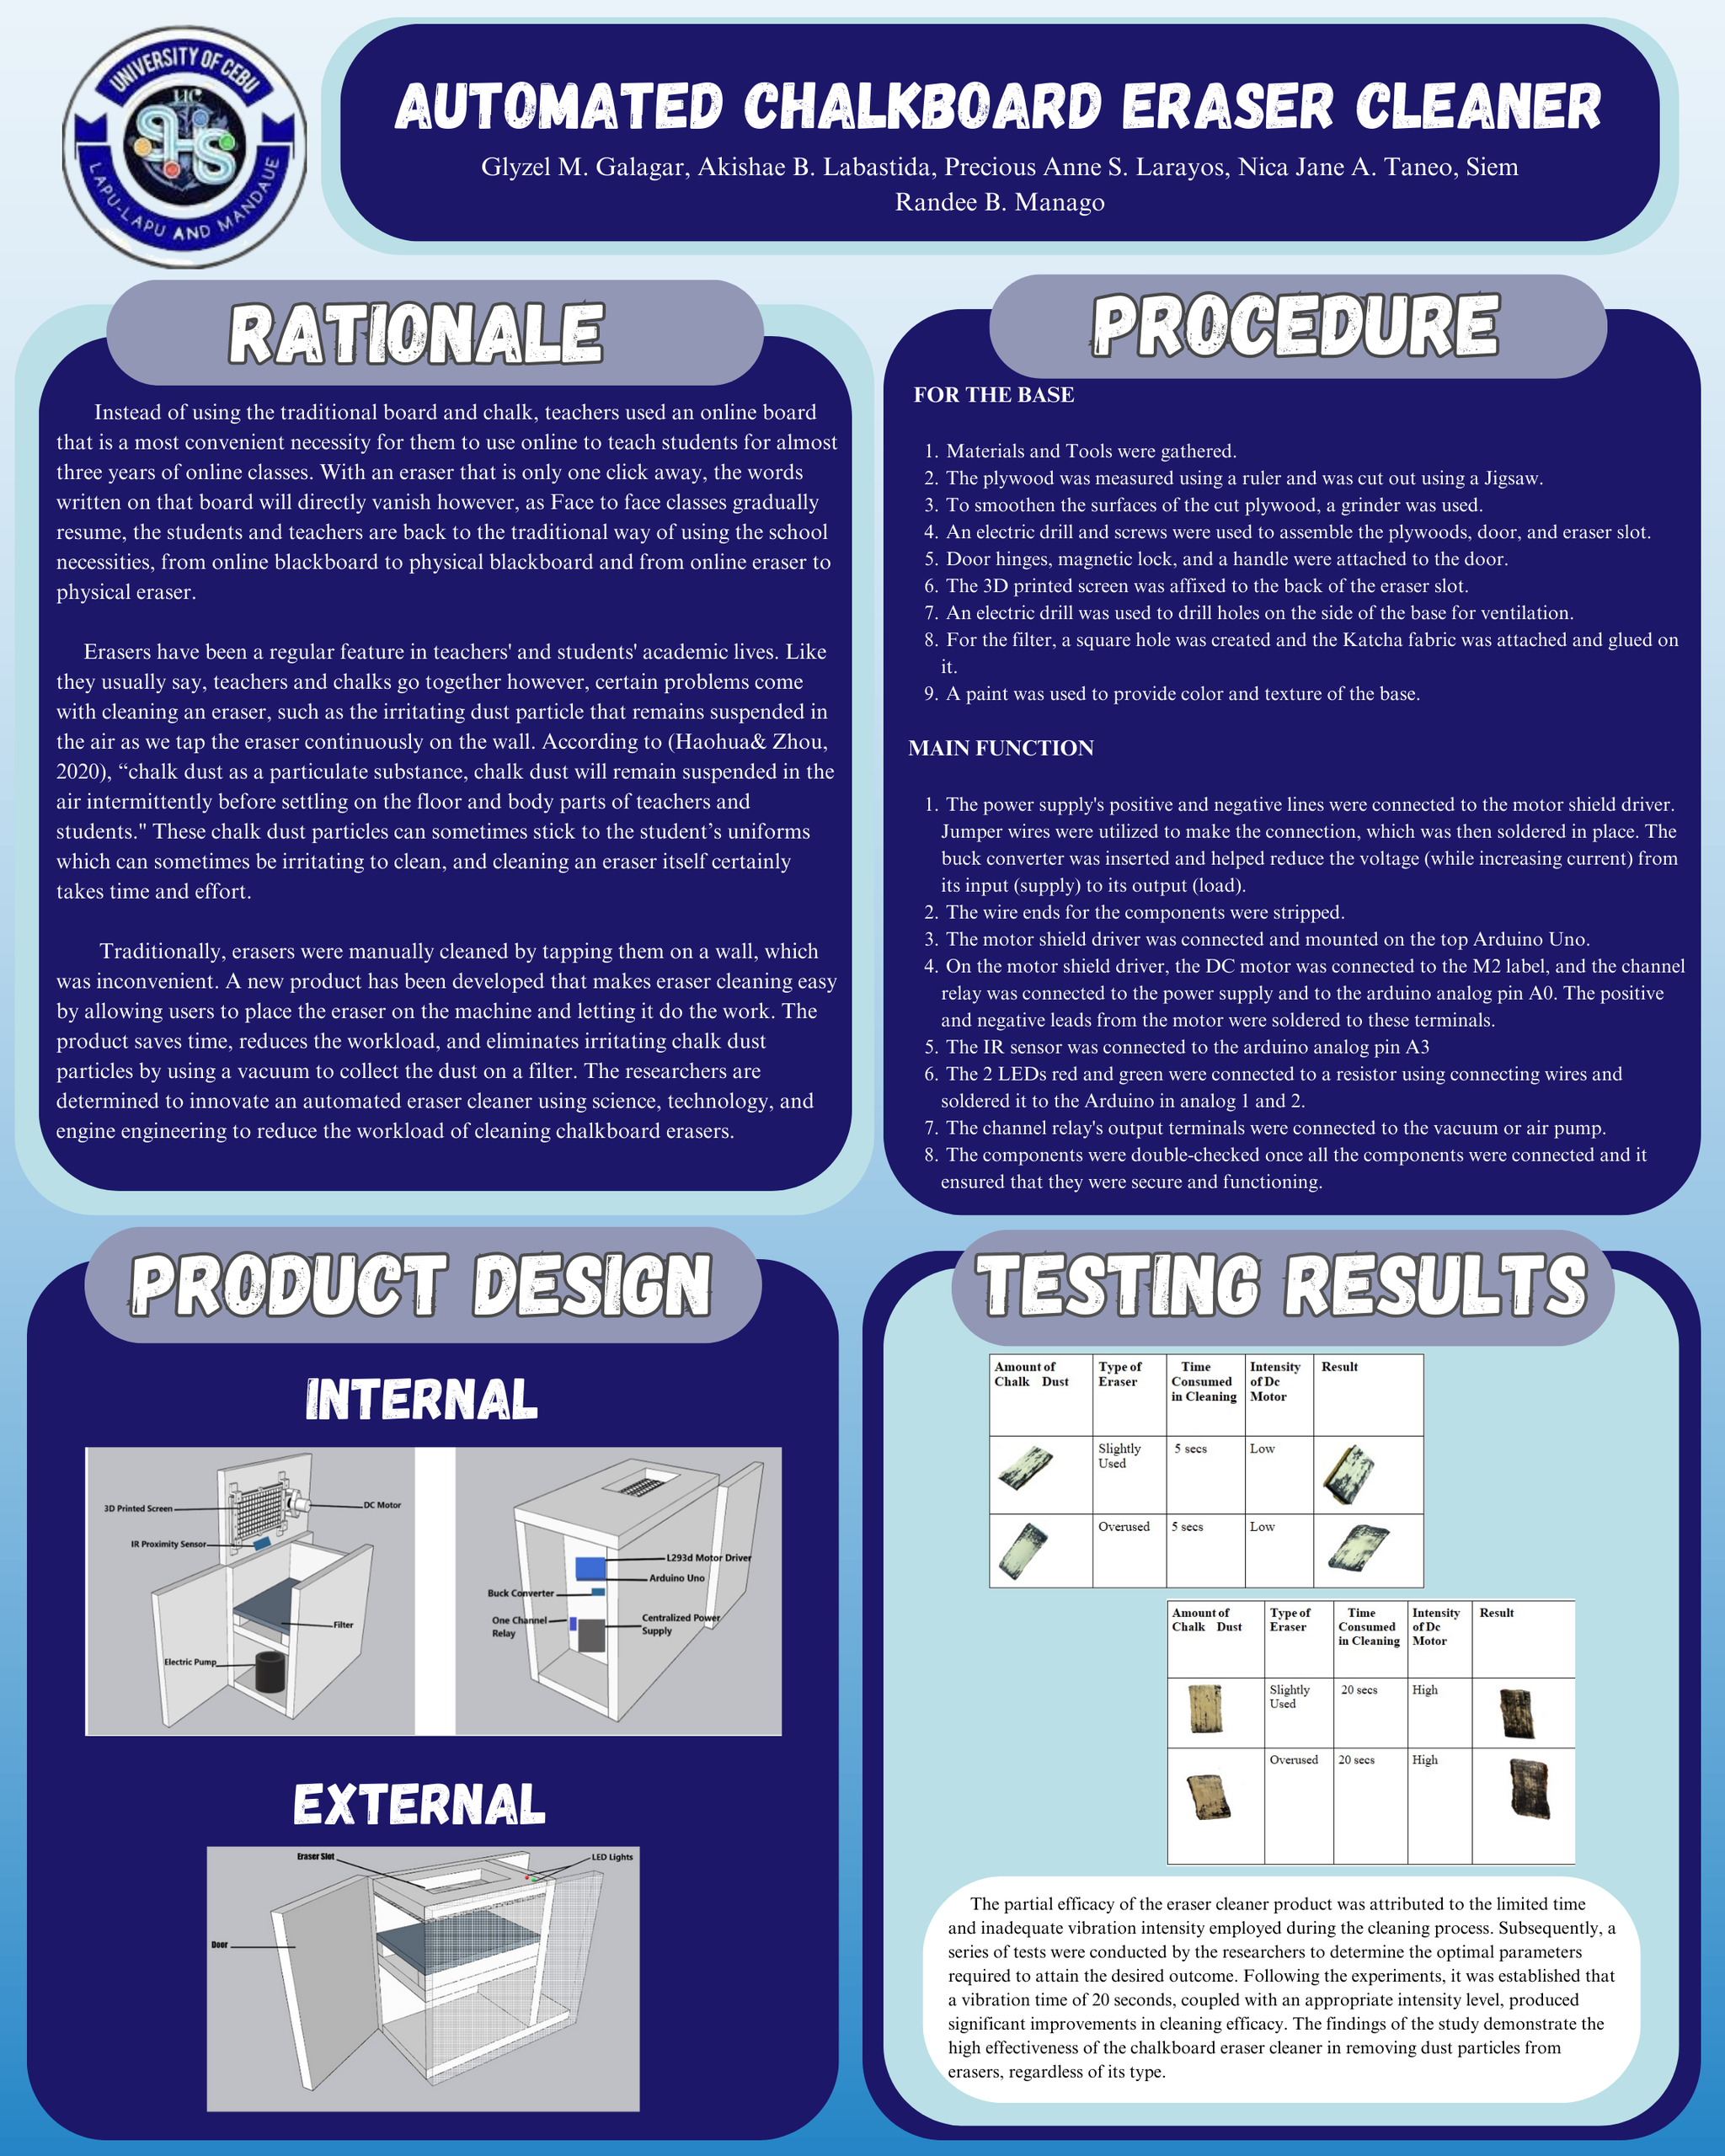 UNIVERSITY OF CEBU
UC
SHS
LAPU-LAPU AND MANDAUE
AUTOMATED CHALKBOARD ERASER CLEANER
Glyzel M. Galagar, Akishae B. Labastida, Precious Anne S. Larayos, Nica Jane A. Taneo, Siem
Randee B. Manago
RATIONALE
Instead of using the traditional board and chalk, teachers used an online board
that is a most convenient necessity for them to use online to teach students for almost
three years of online classes. With an eraser that is only one click away, the words
written on that board will directly vanish however, as Face to face classes gradually
resume, the students and teachers are back to the traditional way of using the school
necessities, from online blackboard to physical blackboard and from online eraser to
physical eraser.
Erasers have been a regular feature in teachers' and students' academic lives. Like
they usually say, teachers and chalks go together however, certain problems come
with cleaning an eraser, such as the irritating dust particle that remains suspended in
the air as we tap the eraser continuously on the wall. According to (Haohua& Zhou,
2020), “chalk dust as a particulate substance, chalk dust will remain suspended in the
air intermittently before settling on the floor and body parts of teachers and
students." These chalk dust particles can sometimes stick to the student’s uniforms
which can sometimes be irritating to clean, and cleaning an eraser itself certainly
takes time and effort.
Traditionally, erasers were manually cleaned by tapping them on a wall, which
was inconvenient. A new product has been developed that makes eraser cleaning easy
by allowing users to place the eraser on the machine and letting it do the work. The
product saves time, reduces the workload, and eliminates irritating chalk dust
particles by using a vacuum to collect the dust on a filter. The researchers are
determined to innovate an automated eraser cleaner using science, technology, and
engine engineering to reduce the workload of cleaning chalkboard erasers.
PROCEDURE
FOR THE BASE
1. Materials and Tools were gathered.
2. The plywood was measured using a ruler and was cut out using a Jigsaw.
3. To smoothen the surfaces of the cut plywood, a grinder was used.
4. An electric drill and screws were used to assemble the plywoods, door, and eraser slot.
5. Door hinges, magnetic lock, and a handle were attached to the door.
6. The 3D printed screen was affixed to the back of the eraser slot.
7. An electric drill was used to drill holes on the side of the base for ventilation.
8. For the filter, a square hole was created and the Katcha fabric was attached and glued on
it.
9. A paint was used to provide color and texture of the base.
MAIN FUNCTION
1. The power supply's positive and negative lines were connected to the motor shield driver.
Jumper wires were utilized to make the connection, which was then soldered in place. The
buck converter was inserted and helped reduce the voltage (while increasing current) from
its input (supply) to its output (load).
2. The wire ends for the components were stripped.
3. The motor shield driver was connected and mounted on the top Arduino Uno.
4. On the motor shield driver, the DC motor was connected to the M2 label, and the channel
relay was connected to the power supply and to the arduino analog pin A0. The positive
and negative leads from the motor were soldered to these terminals.
5. The IR sensor was connected to the arduino analog pin A3
6. The 2 LEDs red and green were connected to a resistor using connecting wires and
soldered it to the Arduino in analog 1 and 2.
7. The channel relay's output terminals were connected to the vacuum or air pump.
8. The components were double-checked once all the components were connected and it
ensured that they were secure and functioning.
PRODUCT DESIGN
INTERNAL
3D Printed Screen
DC Motor
IR Proximity Sensor
Filter
Electric Pump
L293d Motor Driver
Arduino Uno
Buck Converter
One Channel
Relay
Centralized Power
Supply
EXTERNAL
Eraser Slot
LED Lights
Door
TESTING RESULTS
Amount of
Chalk Dust
Type of
Eraser
Time
Consumed
in Cleaning
Intensity
of Dc
Motor
Result
Slightly
Used
5 secs
Low
Overused
5 secs
Low
Amount of
Chalk Dust
Type of
Eraser
Time
Consumed
in Cleaning
Intensity
of Dc
Motor
Result
Slightly
Used
20 secs
High
Overused
20 secs
High
The partial efficacy of the eraser cleaner product was attributed to the limited time
and inadequate vibration intensity employed during the cleaning process. Subsequently, a
series of tests were conducted by the researchers to determine the optimal parameters
required to attain the desired outcome. Following the experiments, it was established that
a vibration time of 20 seconds, coupled with an appropriate intensity level, produced
significant improvements in cleaning efficacy. The findings of the study demonstrate the
high effectiveness of the chalkboard eraser cleaner in removing dust particles from
erasers, regardless of its type.